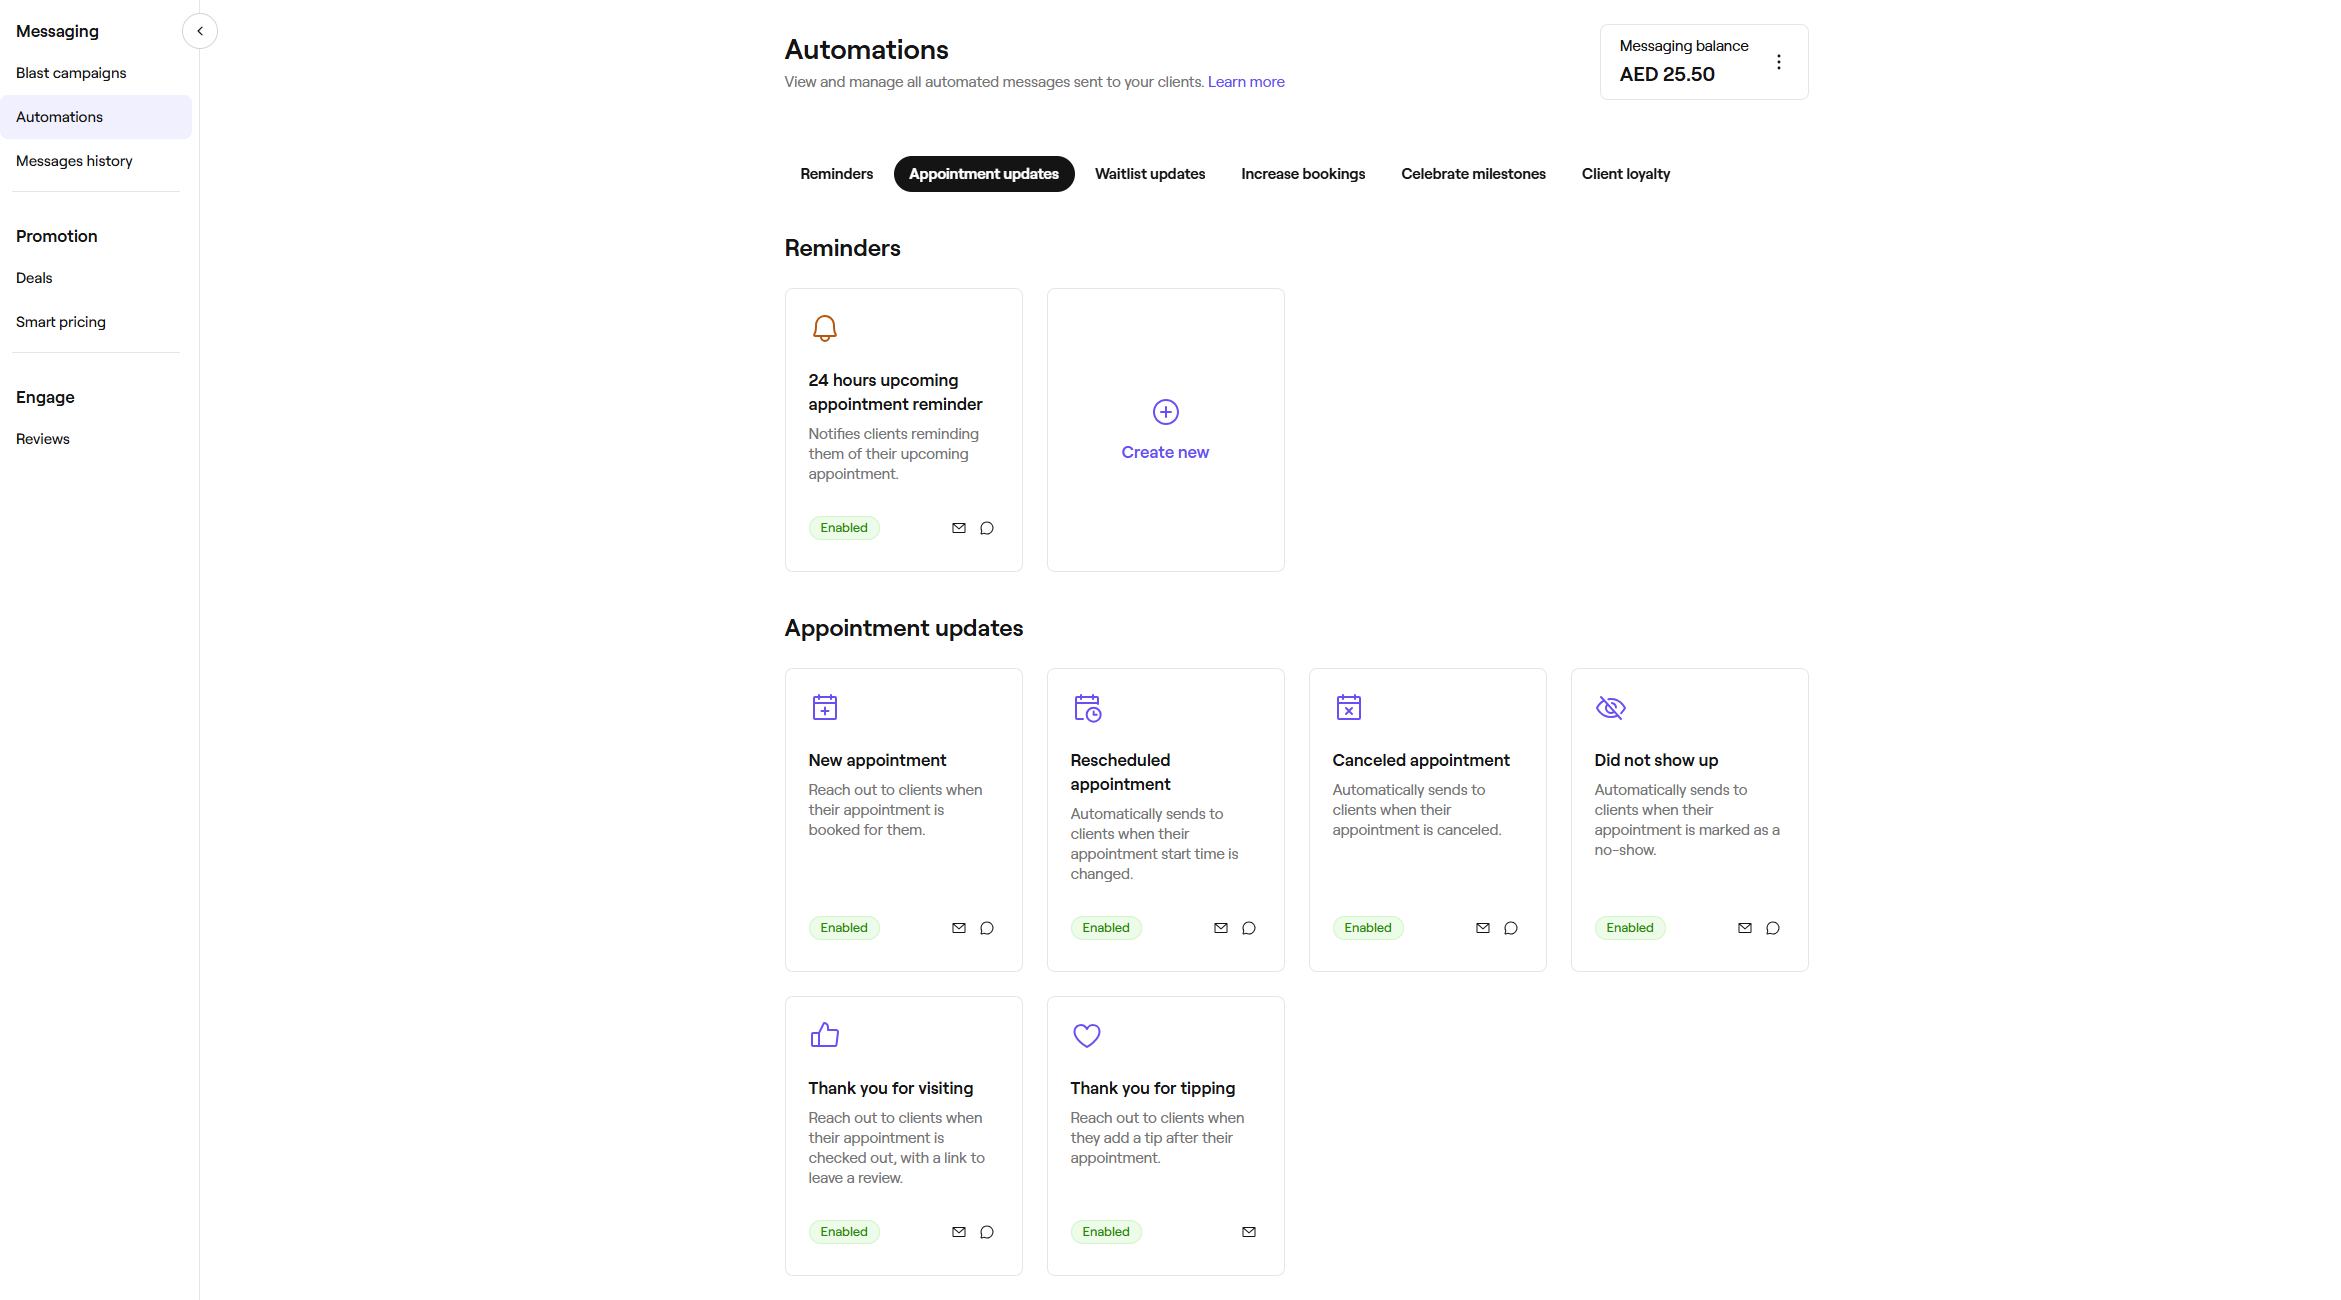 Messaging
Blast campaigns
Automations
Messages history
Promotion
Deals
Smart pricing
Engage
Reviews
Automations
View and manage all automated messages sent to your clients. Learn more
Messaging balance
AED 25.50
Reminders
Appointment updates
Waitlist updates
Increase bookings
Celebrate milestones
Client loyalty
Reminders
24 hours upcoming
appointment reminder
Notifies clients reminding
them of their upcoming
appointment.
Enabled
Create new
Appointment updates
New appointment
Reach out to clients when
their appointment is
booked for them.
Enabled
Rescheduled
appointment
Automatically sends to
clients when their
appointment start time is
changed.
Enabled
Canceled appointment
Automatically sends to
clients when their
appointment is canceled.
Enabled
Did not show up
Automatically sends to
clients when their
appointment is marked as a
no-show.
Enabled
Thank you for visiting
Reach out to clients when
their appointment is
checked out, with a link to
leave a review.
Enabled
Thank you for tipping
Reach out to clients when
they add a tip after their
appointment.
Enabled